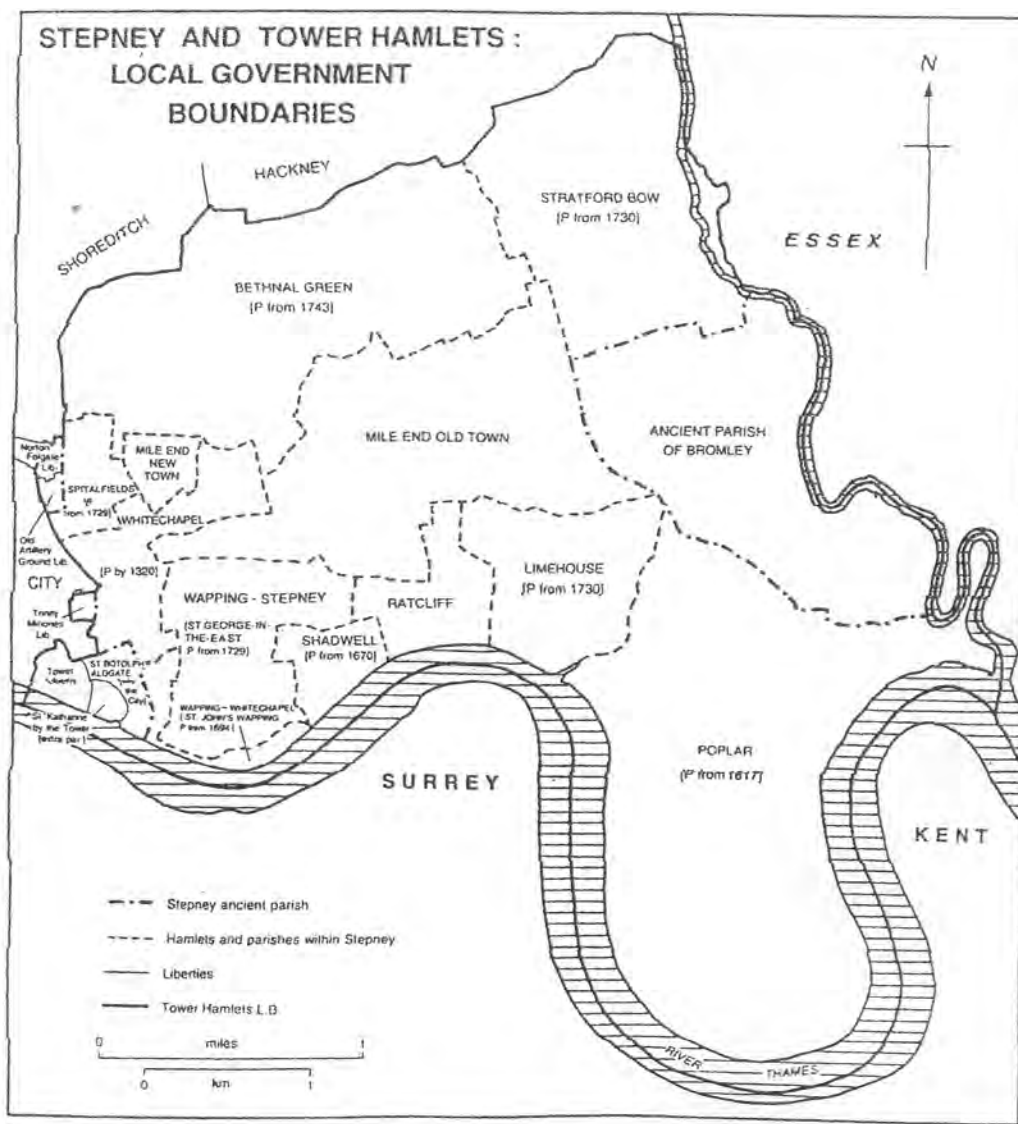 STEPNEY AND TOWER HAMLETS :
LOCAL GOVERNMENT
BOUNDARIES
N
HACKNEY
SHOREDITCH
STRATFORD BOW
[P from 1730]
ESSEX
BETHNAL GREEN
[P from 1743]
MILE END OLD TOWN
ANCIENT PARISH
OF BROMLEY
Norton
Folgate
Lib.
MILE END
NEW
TOWN
SPITALFIELDS
from 1729]
WHITECHAPEL
Old
Artillery
Ground Lib.
CITY
[P by 1320]
Trinity
Minories
Lib
WAPPING - STEPNEY
[ST GEORGE-IN-
THE-EAST
P from 1729]
RATCLIFF
LIMEHOUSE
[P from 1730]
SHADWELL
[P from 1670]
Tower
Liberty
ST BOTOLPH
ALDGATE
City]
St. Katharine
by the Tower
[extra par]
WAPPING - WHITECHAPEL
( ST. JOHN'S WAPPING
P from 1694 [
SURREY
POPLAR
[P from 1617]
KENT
Stepney ancient parish
Hamlets and parishes within Stepney
Liberties
Tower Hamlets L.B.
0 miles 1
0 km 1
RIVER THAMES